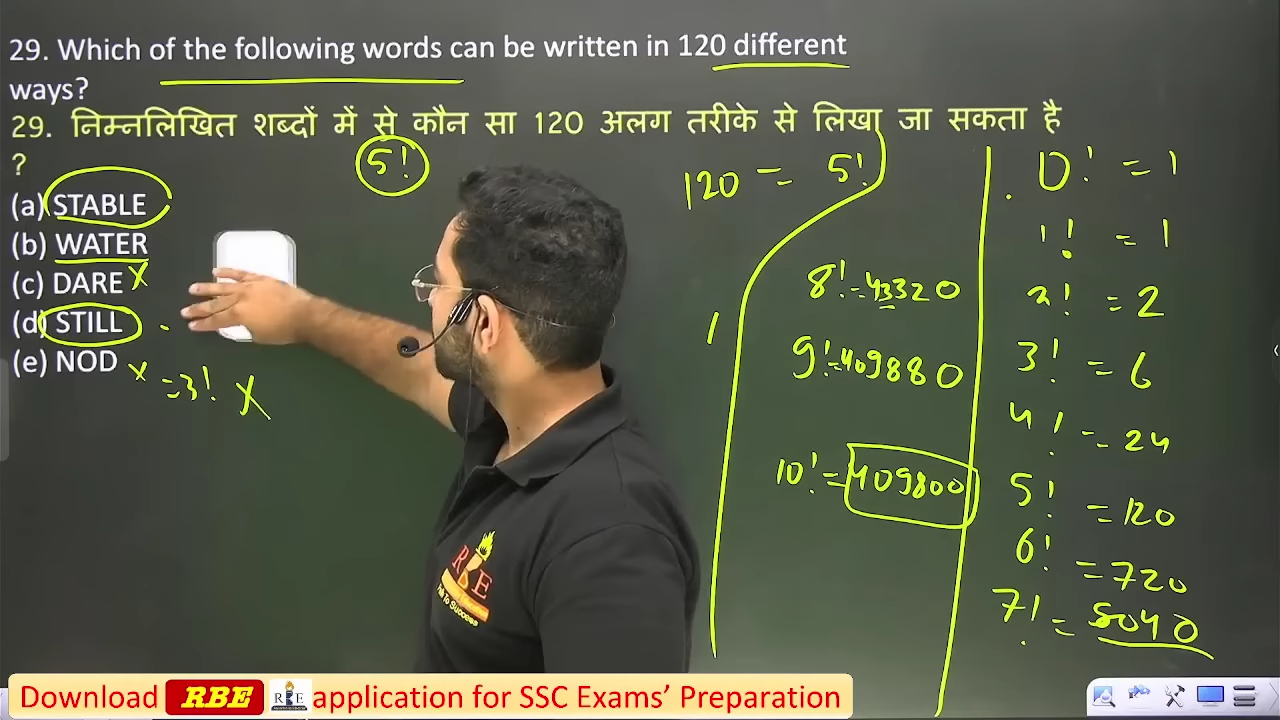 29. Which of the following words can be written in 120 different
ways?
29. निम्नलिखित शब्दों में से कौन सा 120 अलग तरीके से लिखा जा सकता है
?
5!
(a) STABLE
(b) WATER
(c) DARE X
(d) STILL
(e) NOD X = 3! X
120 = 5!
8! = 43320
9! = 409880
10! = 409800
0! = 1
1! = 1
2! = 2
3! = 6
4! = 24
5! = 120
6! = 720
7! = 5040
RBE
Download RBE RBE application for SSC Exams' Preparation